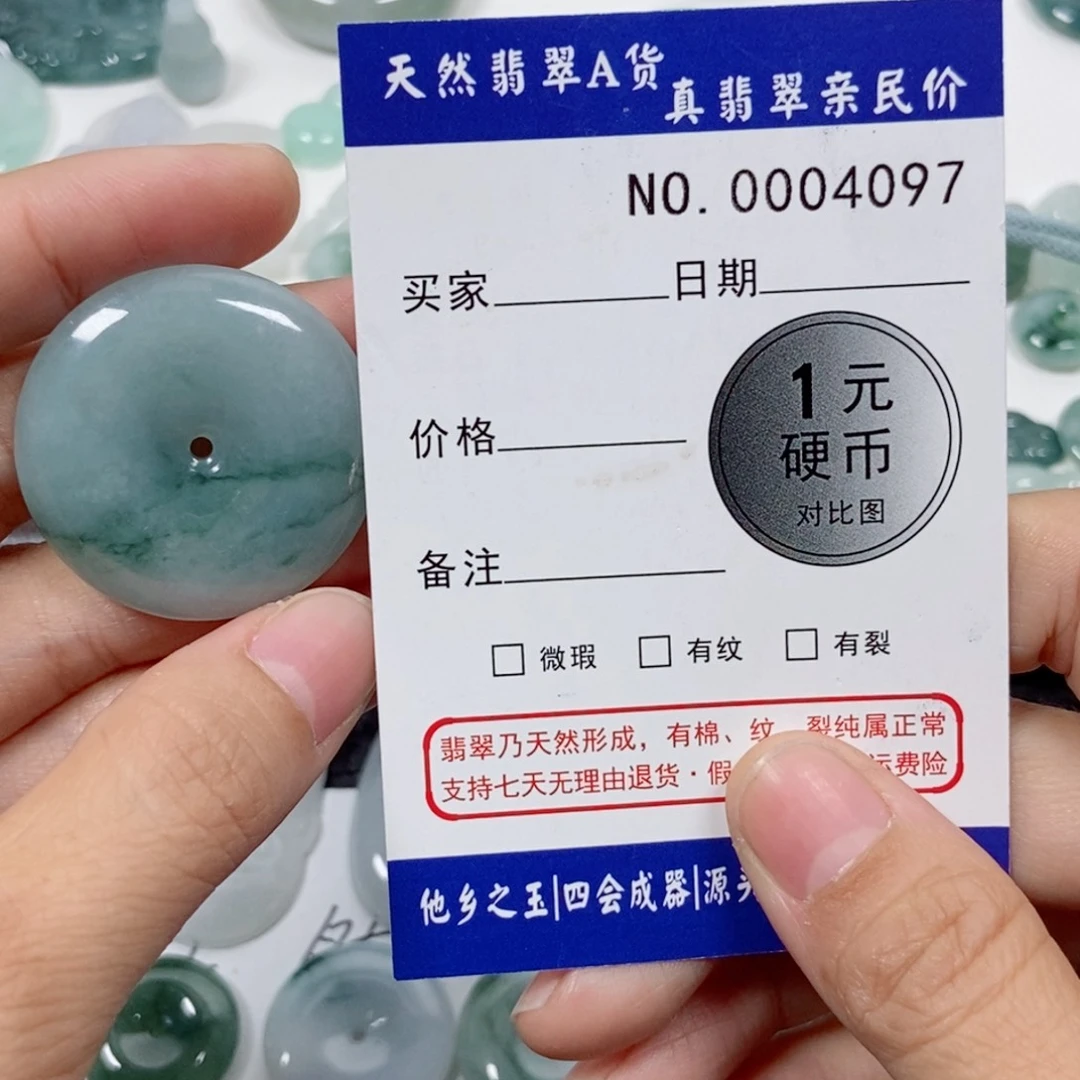 天然翡翠A货
真翡翠亲民价
NO. 0004097
买家 日期
1元
硬币
对比图
价格
备注
□ 微瑕 □ 有纹 □ 有裂
翡翠乃天然形成，有棉、纹 裂纯属正常
支持七天无理由退货·假 运费险
他乡之玉|四会成器|源头